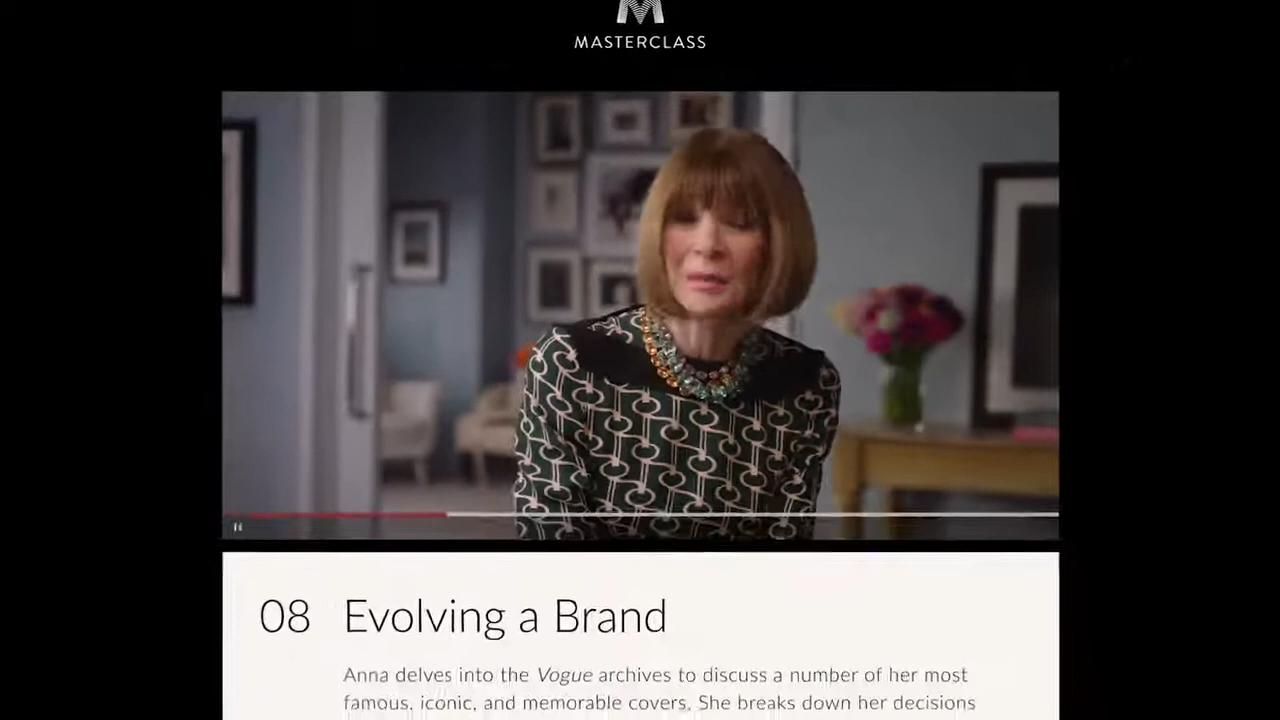 MASTERCLASS
08 Evolving a Brand
Anna delves into the Vogue archives to discuss a number of her most
famous, iconic, and memorable covers. She breaks down her decisions